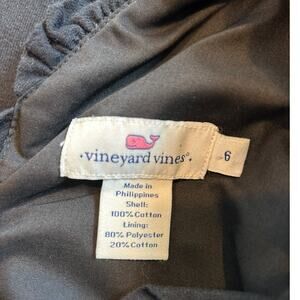 ·vineyard vines®·
6
Made in
Philippines
Shell:
100% Cotton
Lining:
80% Polyester
20% Cotton